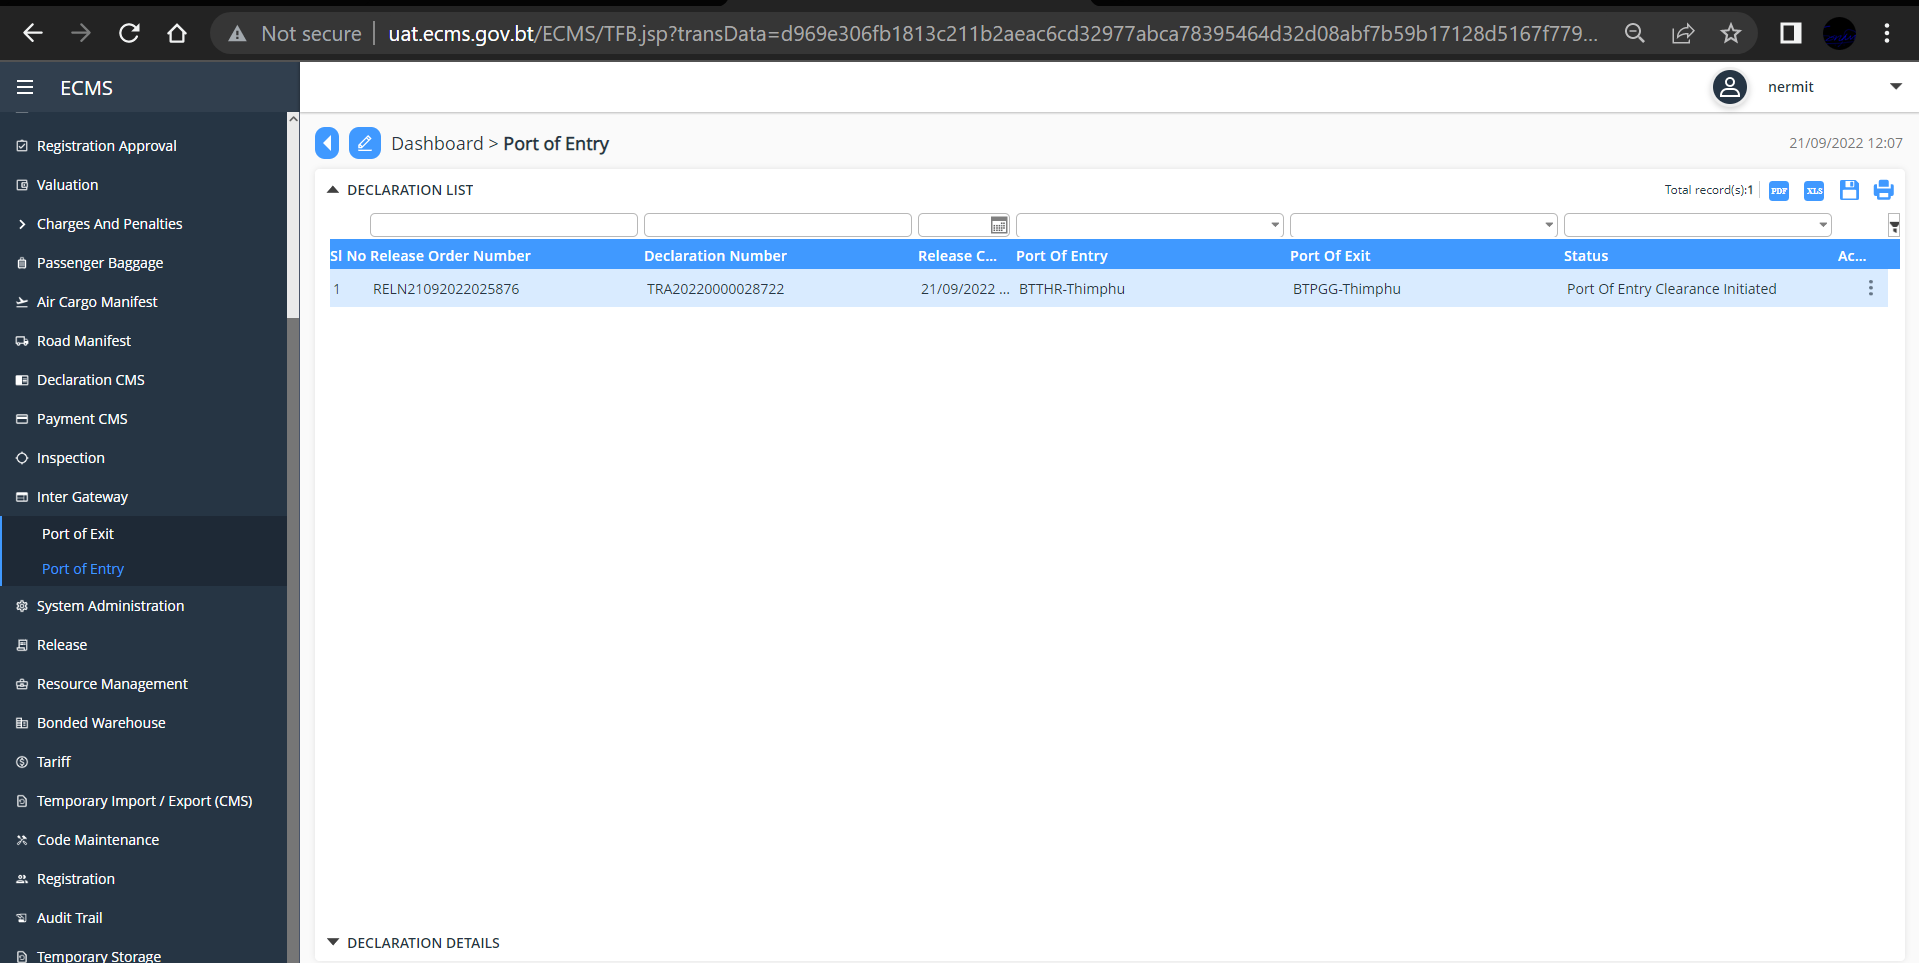 Not secure
uat.ecms.gov.bt/ECMS/TFB.jsp?transData=d969e306fb1813c211b2aeac6cd32977abca78395464d32d08abf7b59b17128d5167f779...
ECMS
nermit
Registration Approval
Valuation
Charges And Penalties
Passenger Baggage
Air Cargo Manifest
Road Manifest
Declaration CMS
Payment CMS
Inspection
Inter Gateway
Port of Exit
Port of Entry
System Administration
Release
Resource Management
Bonded Warehouse
Tariff
Temporary Import / Export (CMS)
Code Maintenance
Registration
Audit Trail
Temporary Storage
Dashboard > Port of Entry
21/09/2022 12:07
DECLARATION LIST
Total record(s):1
PDF
XLS
Sl No Release Order Number Declaration Number Release C... Port Of Entry Port Of Exit Status Ac...
1 RELN21092022025876 TRA20220000028722 21/09/2022 ... BTTHR-Thimphu BTPGG-Thimphu Port Of Entry Clearance Initiated
DECLARATION DETAILS